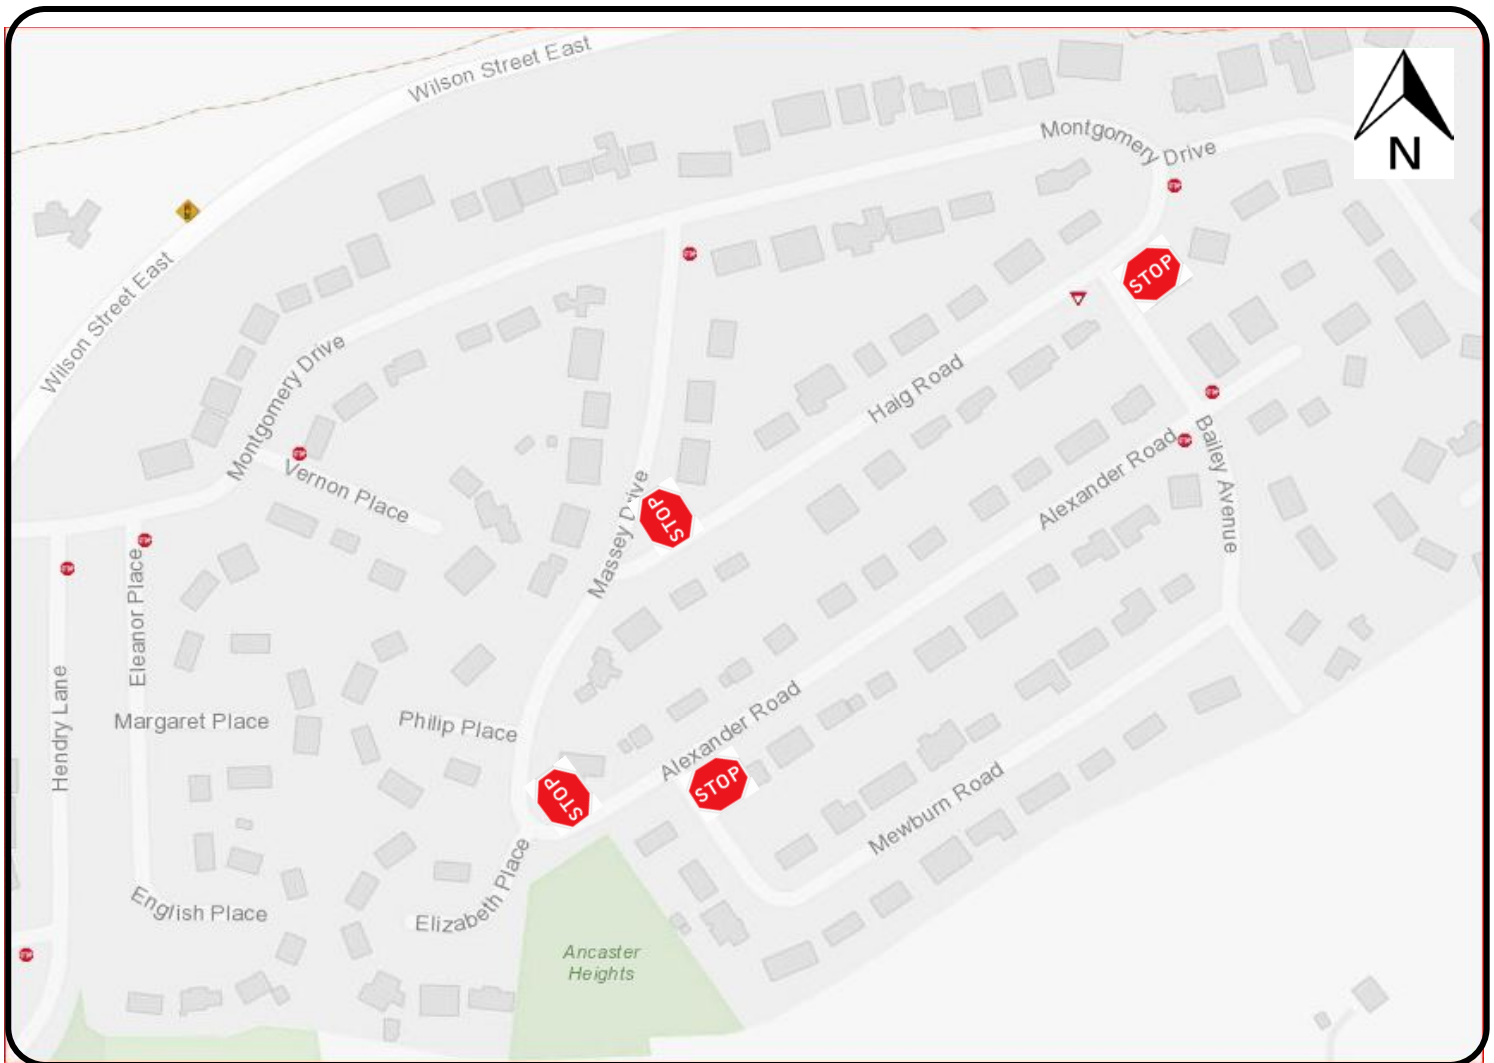 Wilson Street East
Montgomery Drive
N
Wilson Street East
STOP
Montgomery Drive
Haig Road
Vernon Place
Massey Drive
STOP
Alexander Road
Bailey Avenue
Eleanor Place
Hendry Lane
Margaret Place
Philip Place
Alexander Road
STOP
STOP
Mewburn Road
English Place
Elizabeth Place
Ancaster
Heights